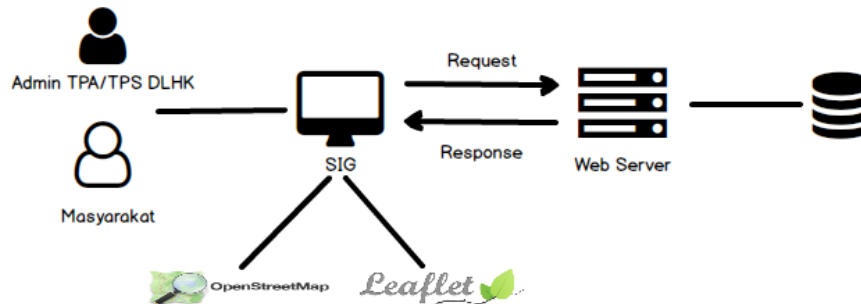 Request
Admin TPA/TPS DLHK
Response
SIG
Web Server
Masyarakat
OpenStreetMap
Leaflet